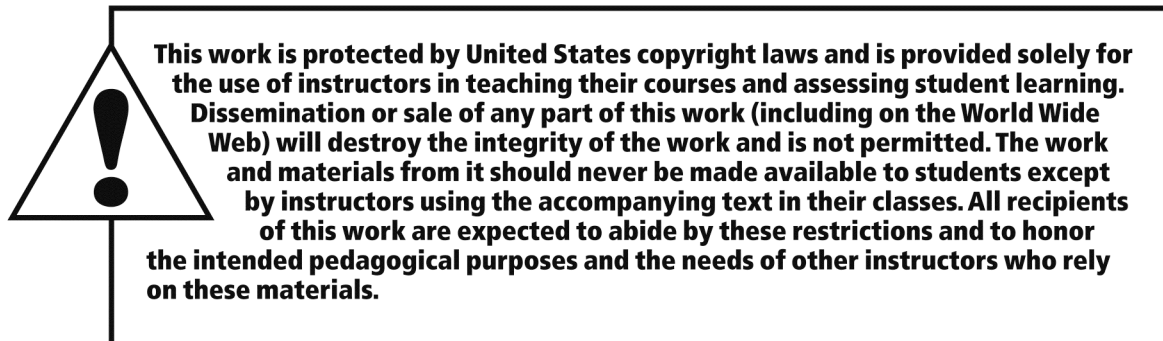 This work is protected by United States copyright laws and is provided solely for
the use of instructors in teaching their courses and assessing student learning.
Dissemination or sale of any part of this work (including on the World Wide
Web) will destroy the integrity of the work and is not permitted. The work
and materials from it should never be made available to students except
by instructors using the accompanying text in their classes. All recipients
of this work are expected to abide by these restrictions and to honor
the intended pedagogical purposes and the needs of other instructors who rely
on these materials.